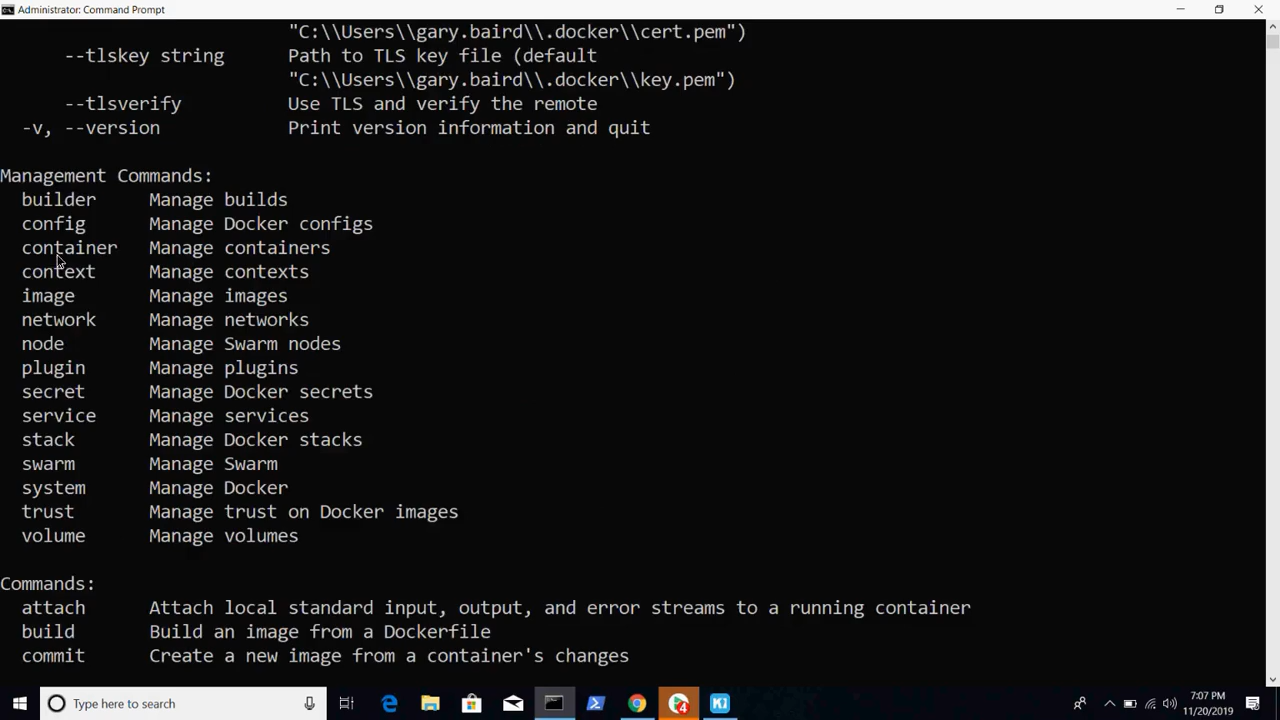 Administrator: Command Prompt
"C:\\Users\\gary.baird\\.docker\\cert.pem")
--tlskey string Path to TLS key file (default
"C:\\Users\\gary.baird\\.docker\\key.pem")
--tlsverify Use TLS and verify the remote
-v, --version Print version information and quit
Management Commands:
builder Manage builds
config Manage Docker configs
container Manage containers
context Manage contexts
image Manage images
network Manage networks
node Manage Swarm nodes
plugin Manage plugins
secret Manage Docker secrets
service Manage services
stack Manage Docker stacks
swarm Manage Swarm
system Manage Docker
trust Manage trust on Docker images
volume Manage volumes
Commands:
attach Attach local standard input, output, and error streams to a running container
build Build an image from a Dockerfile
commit Create a new image from a container's changes
Type here to search
4
7:07 PM
11/20/2019